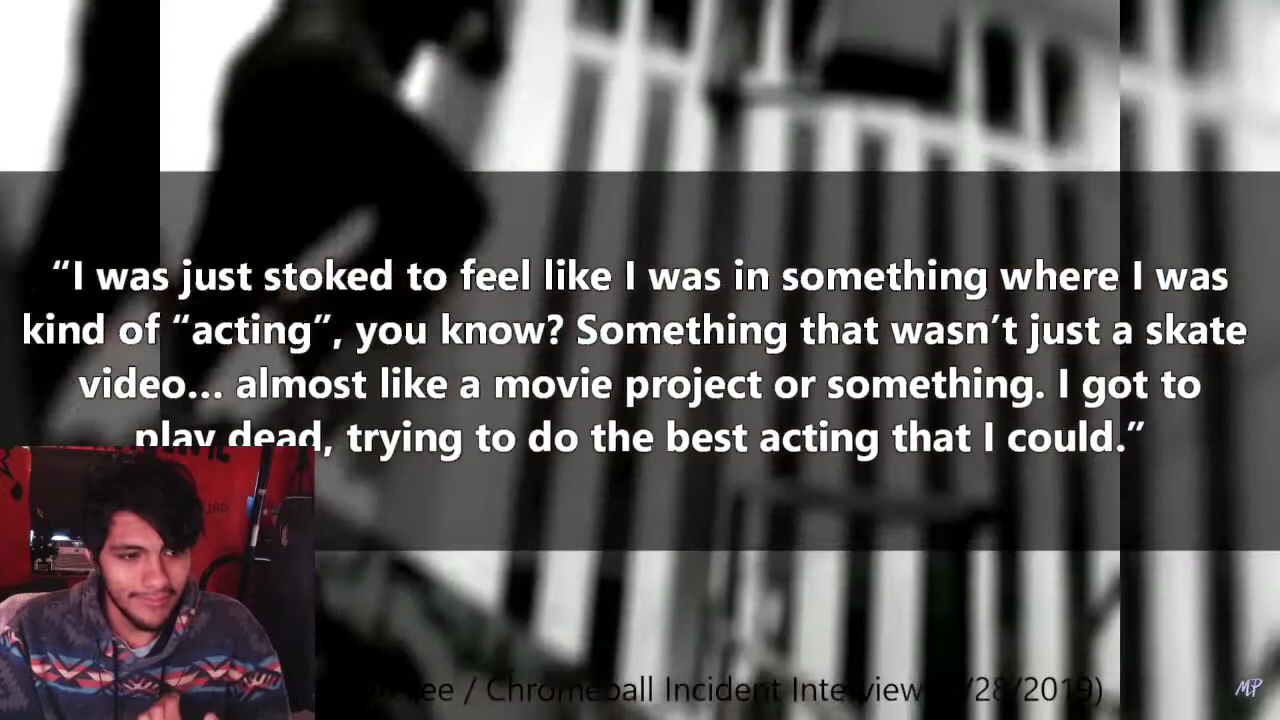 “I was just stoked to feel like I was in something where I was
kind of “acting”, you know? Something that wasn’t just a skate
video... almost like a movie project or something. I got to
play dead, trying to do the best acting that I could.”
/ Chromeball Incident Interview /28/2019)
MP